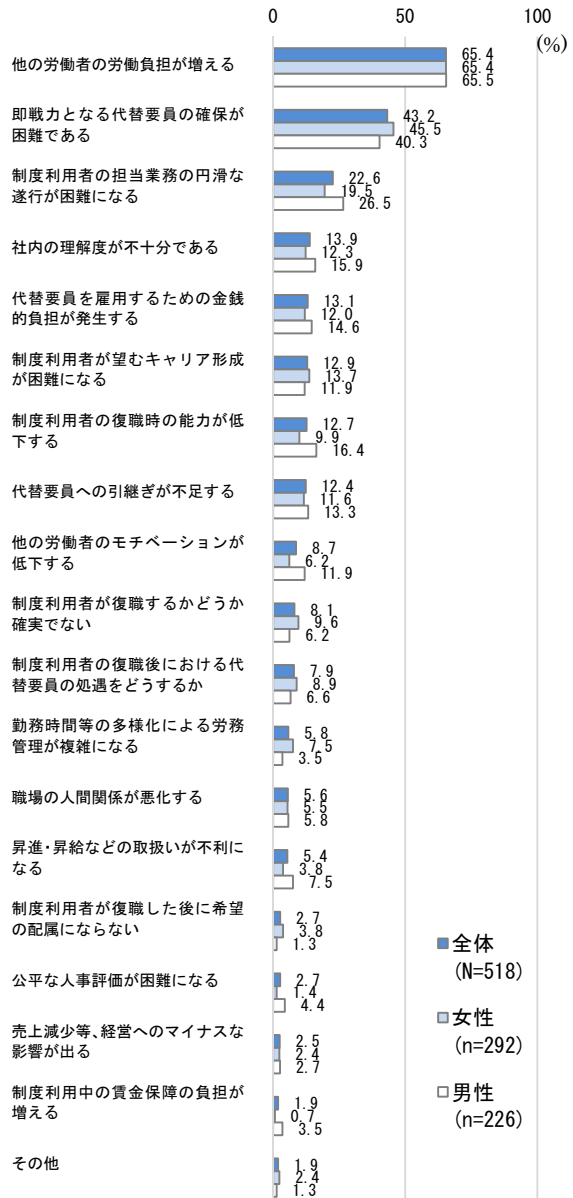 0 50 100
(%)
他の労働者の労働負担が増える
65.4
65.4
65.5
即戦力となる代替要員の確保が
困難である
43.2
45.5
40.3
制度利用者の担当業務の円滑な
遂行が困難になる
22.6
19.5
26.5
社内の理解度が不十分である
13.9
12.3
15.9
代替要員を雇用するための金銭
的負担が発生する
13.1
12.0
14.6
制度利用者が望むキャリア形成
が困難になる
12.9
13.7
11.9
制度利用者の復職時の能力が低
下する
12.7
9.9
16.4
代替要員への引継ぎが不足する
12.4
11.6
13.3
他の労働者のモチベーションが
低下する
8.7
6.2
11.9
制度利用者が復職するかどうか
確実でない
8.1
9.6
6.2
制度利用者の復職後における代
替要員の処遇をどうするか
7.9
8.9
6.6
勤務時間等の多様化による労務
管理が複雑になる
5.8
7.5
3.5
職場の人間関係が悪化する
5.6
5.5
5.8
昇進・昇給などの取扱いが不利に
なる
5.4
3.8
7.5
制度利用者が復職した後に希望
の配属にならない
2.7
3.8
1.3
公平な人事評価が困難になる
2.7
1.4
4.4
売上減少等、経営へのマイナスな
影響が出る
2.5
2.4
2.7
制度利用中の賃金保障の負担が
増える
1.9
0.7
3.5
その他
1.9
2.4
1.3
全体
(N=518)
女性
(n=292)
男性
(n=226)